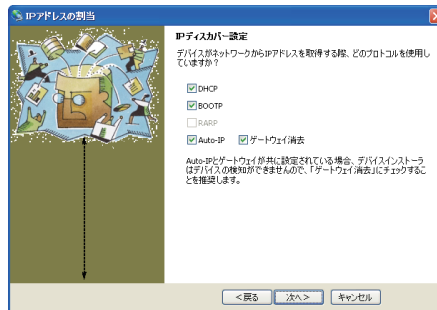 IPアドレスの割当
IPディスカバー設定
デバイスがネットワークからIPアドレスを取得する際、どのプロトコルを使用し
ていますか？
DHCP
BOOTP
RARP
Auto-IP ゲートウェイ消去
Auto-IPとゲートウェイが共に設定されている場合、デバイスインストーラ
はデバイスの検知ができませんので、「ゲートウェイ消去」にチェックするこ
とを推奨します。
<戻る 次へ> キャンセル